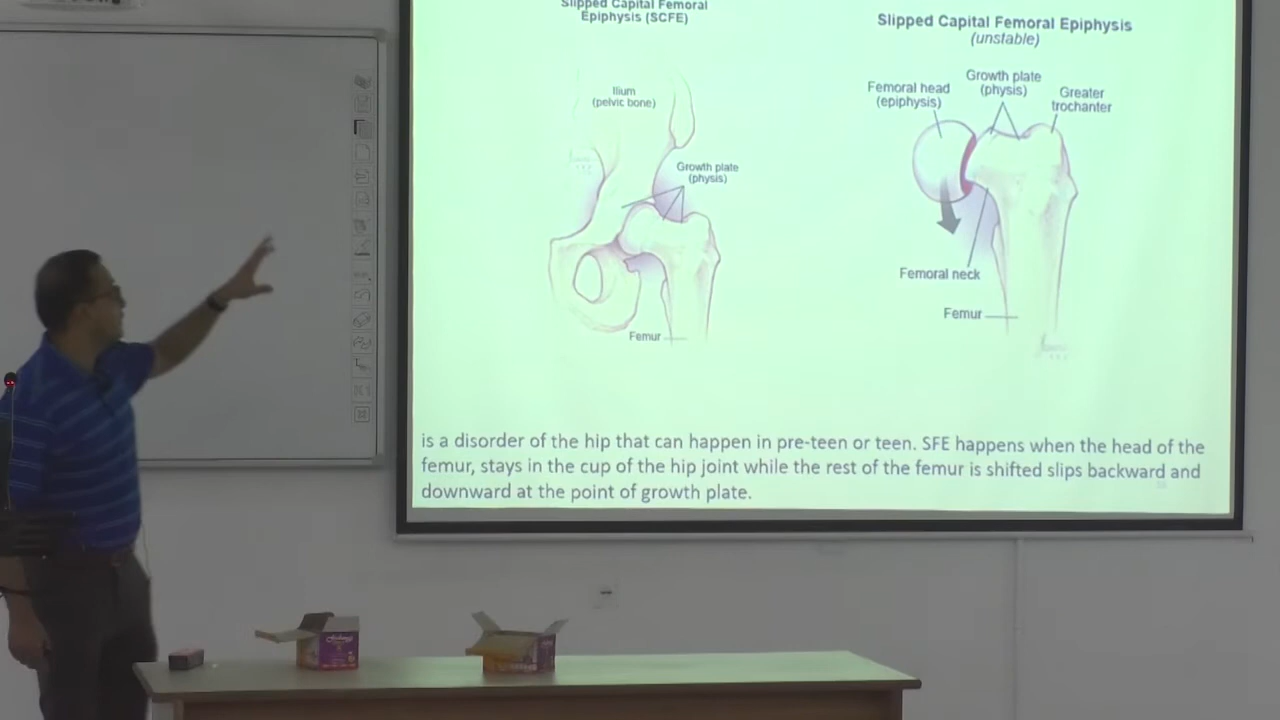 Slipped Capital Femoral
Epiphysis (SCFE)
Ilium
(pelvic bone)
Growth plate
(physis)
Femur
Slipped Capital Femoral Epiphysis
(unstable)
Femoral head
(epiphysis)
Growth plate
(physis)
Greater
trochanter
Femoral neck
Femur
is a disorder of the hip that can happen in pre-teen or teen. SFE happens when the head of the
femur, stays in the cup of the hip joint while the rest of the femur is shifted slips backward and
downward at the point of growth plate.